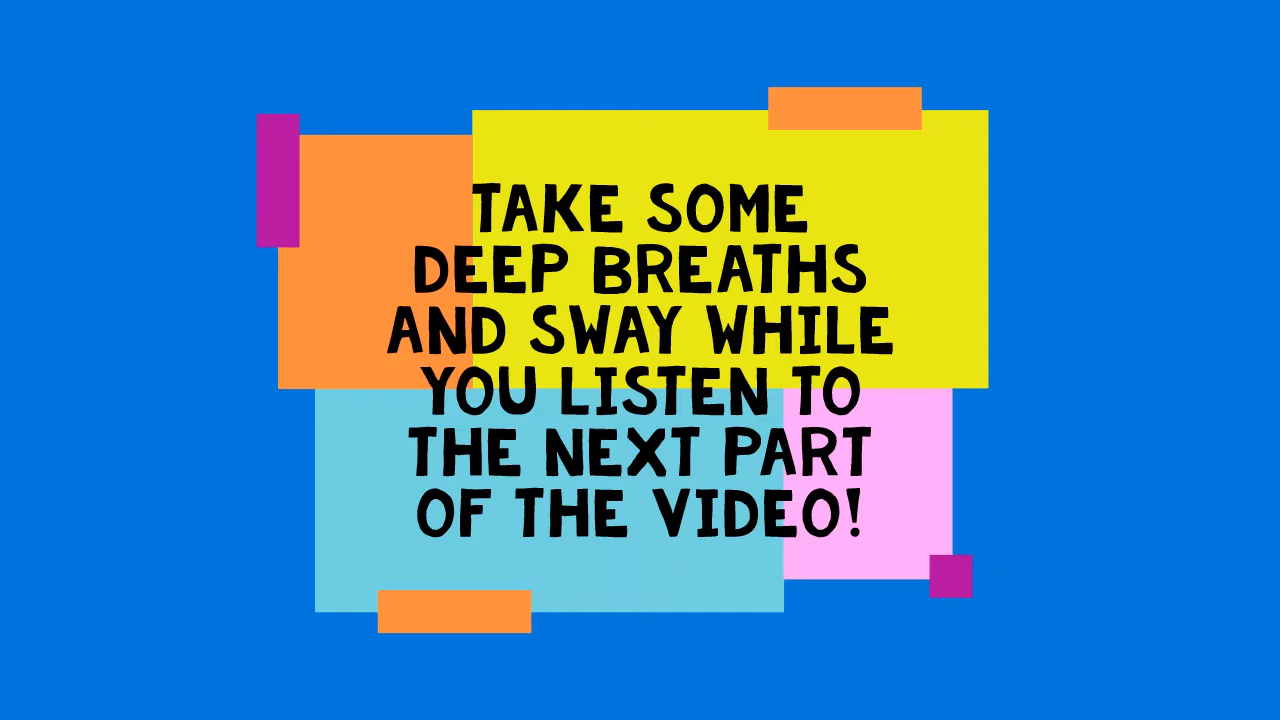 TAKE SOME
DEEP BREATHS
AND SWAY WHILE
YOU LISTEN TO
THE NEXT PART
OF THE VIDEO!